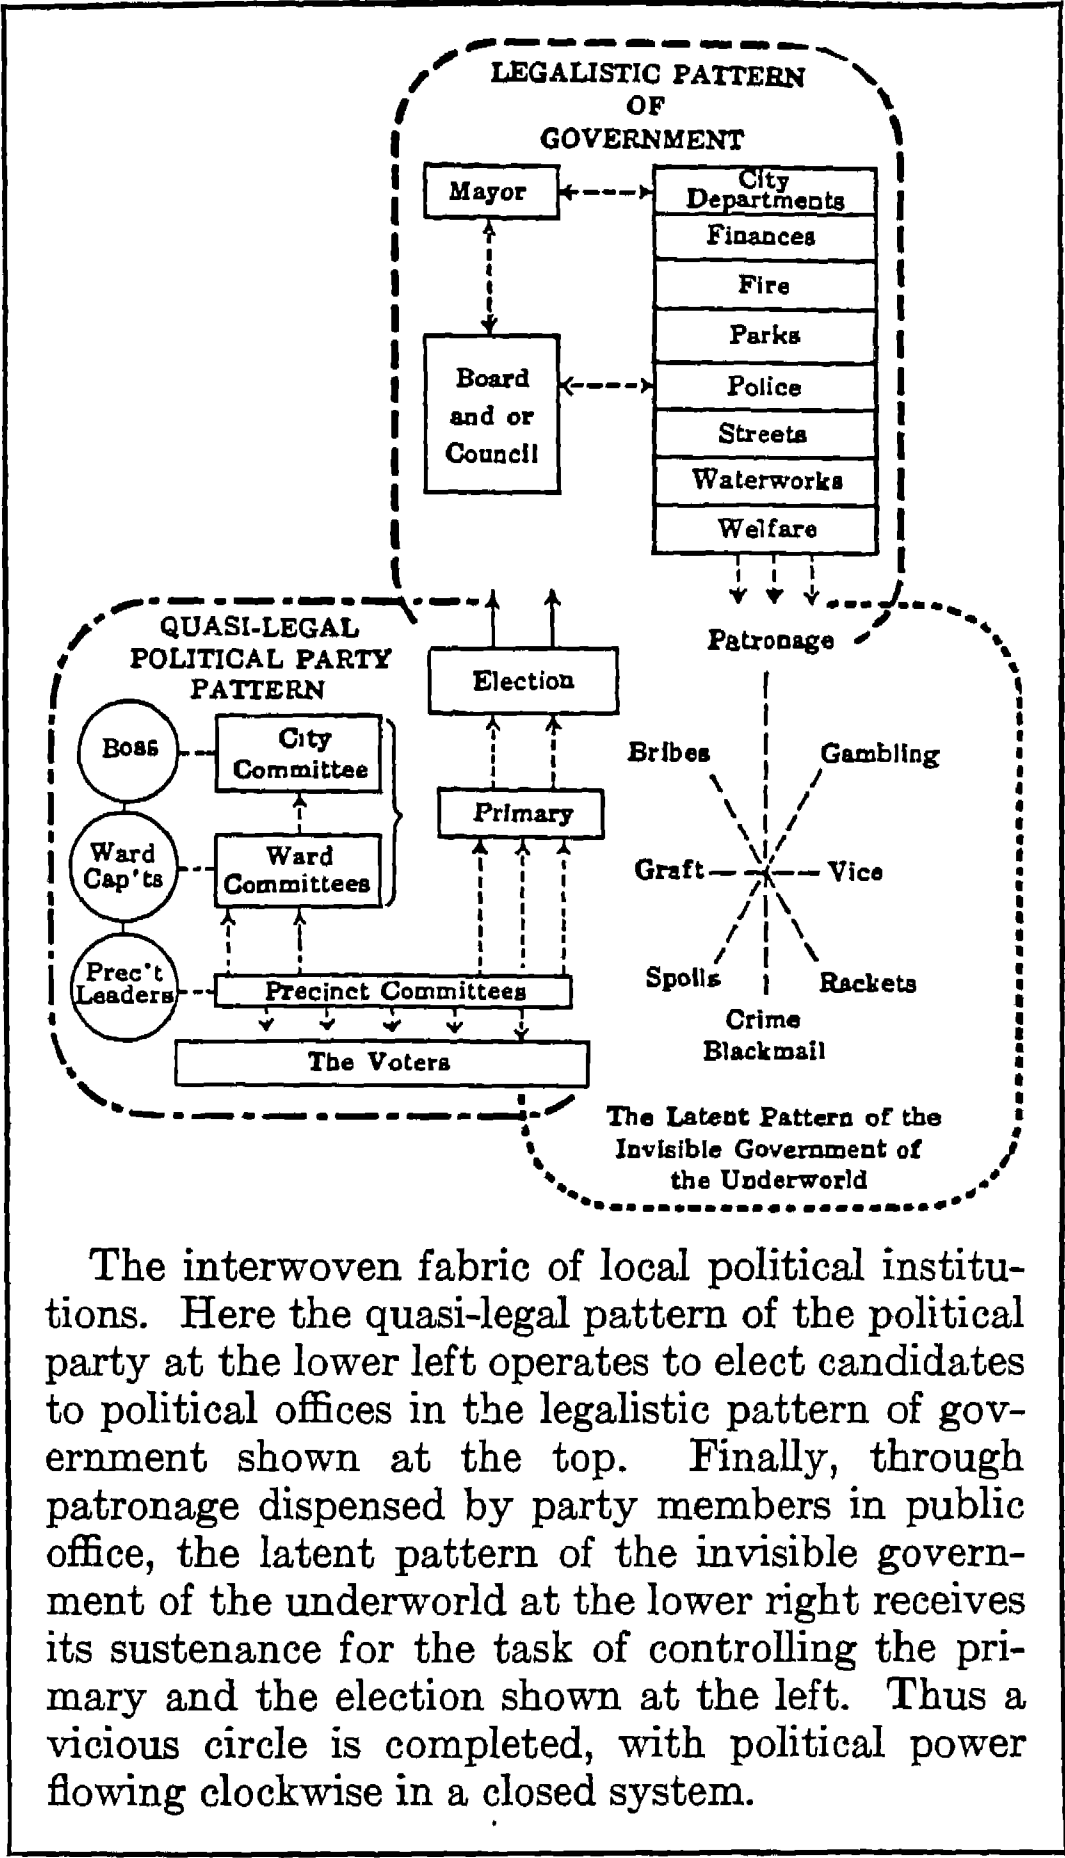 LEGALISTIC PATTERN
OF
GOVERNMENT
Mayor
City
Departments
Finances
Fire
Parks
Board
and or
Council
Police
Streets
Waterworks
Welfare
QUASI-LEGAL
POLITICAL PARTY
PATTERN
Election
Patronage
Boss
City
Committee
Primary
Ward
Cap't's
Ward
Committees
Prec't
Leaders
Precinct Committees
The Voters
Bribes
Gambling
Graft
Vice
Spoils
Rackets
Crime
Blackmail
The Latent Pattern of the
Invisible Government of
the Underworld
The interwoven fabric of local political institu-
tions. Here the quasi-legal pattern of the political
party at the lower left operates to elect candidates
to political offices in the legalistic pattern of gov-
ernment shown at the top. Finally, through
patronage dispensed by party members in public
office, the latent pattern of the invisible govern-
ment of the underworld at the lower right receives
its sustenance for the task of controlling the pri-
mary and the election shown at the left. Thus a
vicious circle is completed, with political power
flowing clockwise in a closed system.